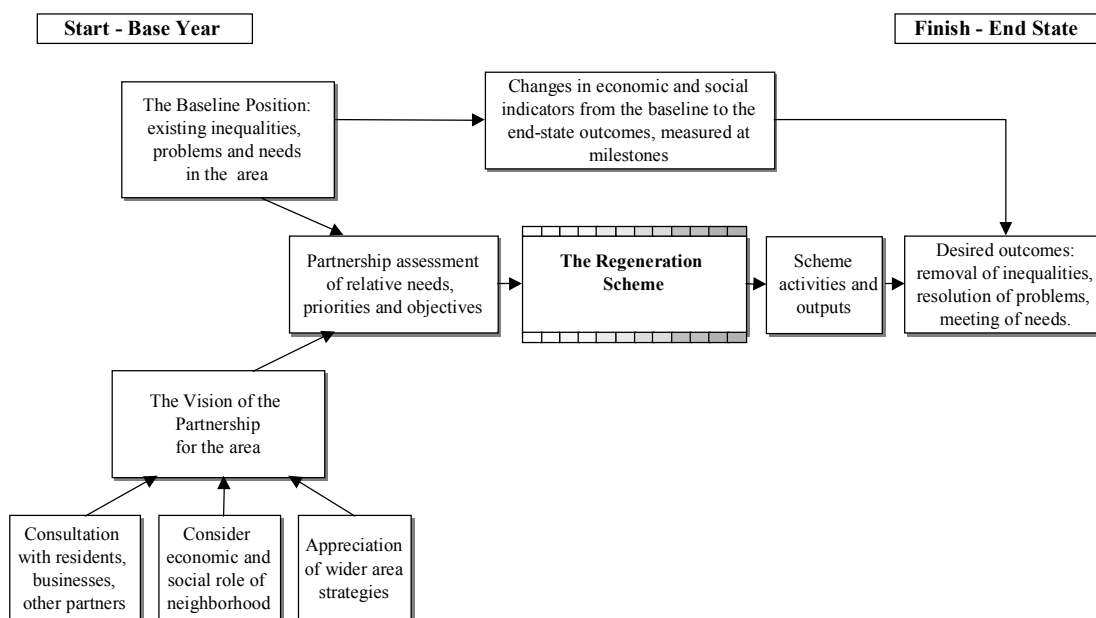 Start - Base Year
Finish - End State
The Baseline Position:
existing inequalities,
problems and needs
in the area
Changes in economic and social
indicators from the baseline to the
end-state outcomes, measured at
milestones
Partnership assessment
of relative needs,
priorities and objectives
The Regeneration
Scheme
Scheme
activities and
outputs
Desired outcomes:
removal of inequalities,
resolution of problems,
meeting of needs.
The Vision of the
Partnership
for the area
Consultation
with residents,
businesses,
other partners
Consider
economic and
social role of
neighborhood
Appreciation
of wider area
strategies